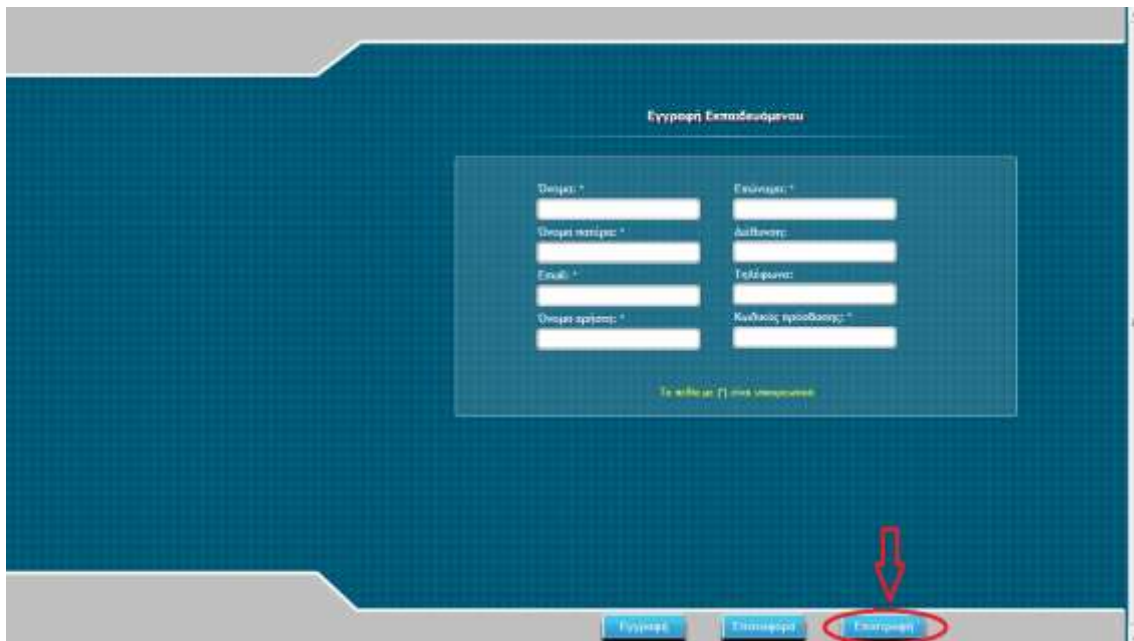 Εγγραφή Εκπαιδευόμενου
Όνομα: * Επώνυμο: *
Όνομα πατέρα: * Διεύθυνση:
Email: * Τηλέφωνο:
Όνομα χρήστη: * Κωδικός πρόσβασης: *
Τα πεδία με (*) είναι υποχρεωτικά
Εγγραφή Επαναφορά Επιστροφή